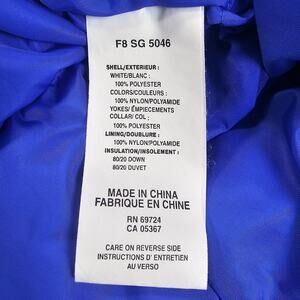 F8 SG 5046
SHELL/EXTERIEUR :
WHITE/BLANC :
100% POLYESTER
COLORS/COULEURS :
100% NYLON/POLYAMIDE
YOKES/ ÉMPIECEMENTS
COLLAR/ COL :
100% POLYESTER
LINING/DOUBLURE :
100% NYLON/POLYAMIDE
INSULATION/INSOLEMENT :
80/20 DOWN
80/20 DUVET
MADE IN CHINA
FABRIQUE EN CHINE
RN 69724
CA 05367
CARE ON REVERSE SIDE
INSTRUCTIONS D' ENTRETIEN
AU VERSO